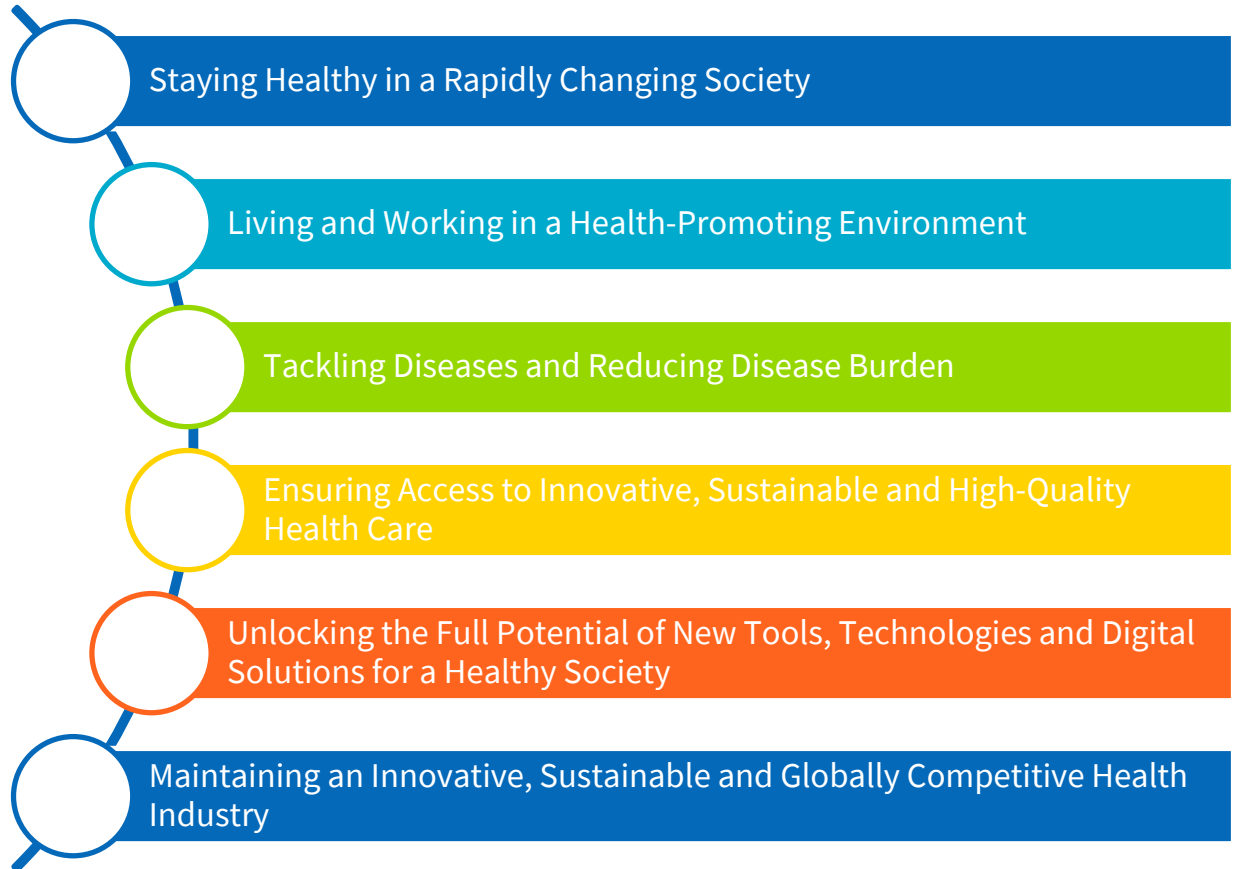 Staying Healthy in a Rapidly Changing Society
Living and Working in a Health-Promoting Environment
Tackling Diseases and Reducing Disease Burden
Ensuring Access to Innovative, Sustainable and High-Quality
Health Care
Unlocking the Full Potential of New Tools, Technologies and Digital
Solutions for a Healthy Society
Maintaining an Innovative, Sustainable and Globally Competitive Health
Industry